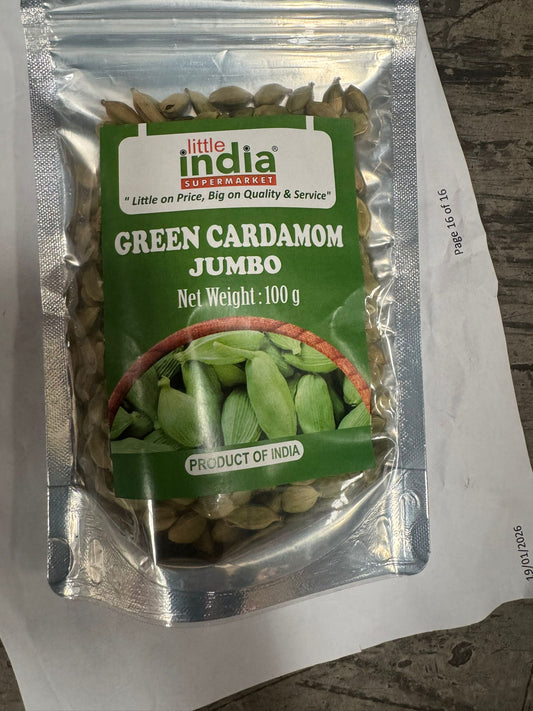 little
india®
SUPERMARKET
" Little on Price, Big on Quality & Service"
GREEN CARDAMOM
JUMBO
Net Weight : 100 g
PRODUCT OF INDIA
Page 16 of 16
19/01/2026